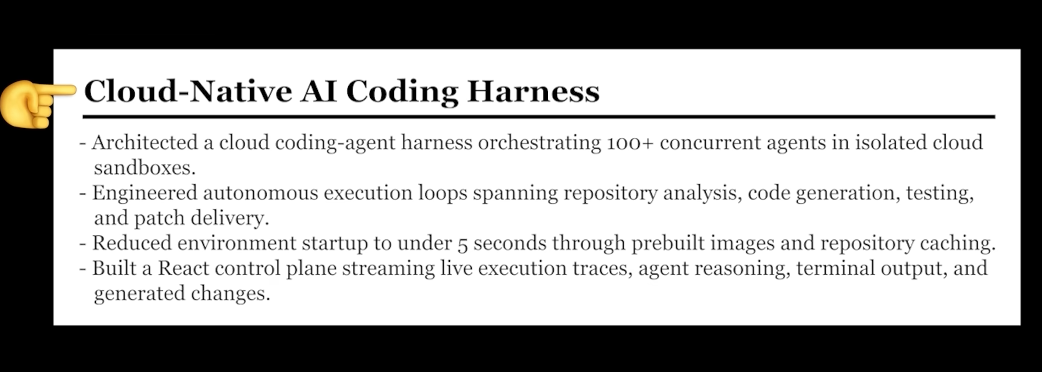 Cloud-Native AI Coding Harness
- Architected a cloud coding-agent harness orchestrating 100+ concurrent agents in isolated cloud
sandboxes.
- Engineered autonomous execution loops spanning repository analysis, code generation, testing,
and patch delivery.
- Reduced environment startup to under 5 seconds through prebuilt images and repository caching.
- Built a React control plane streaming live execution traces, agent reasoning, terminal output, and
generated changes.